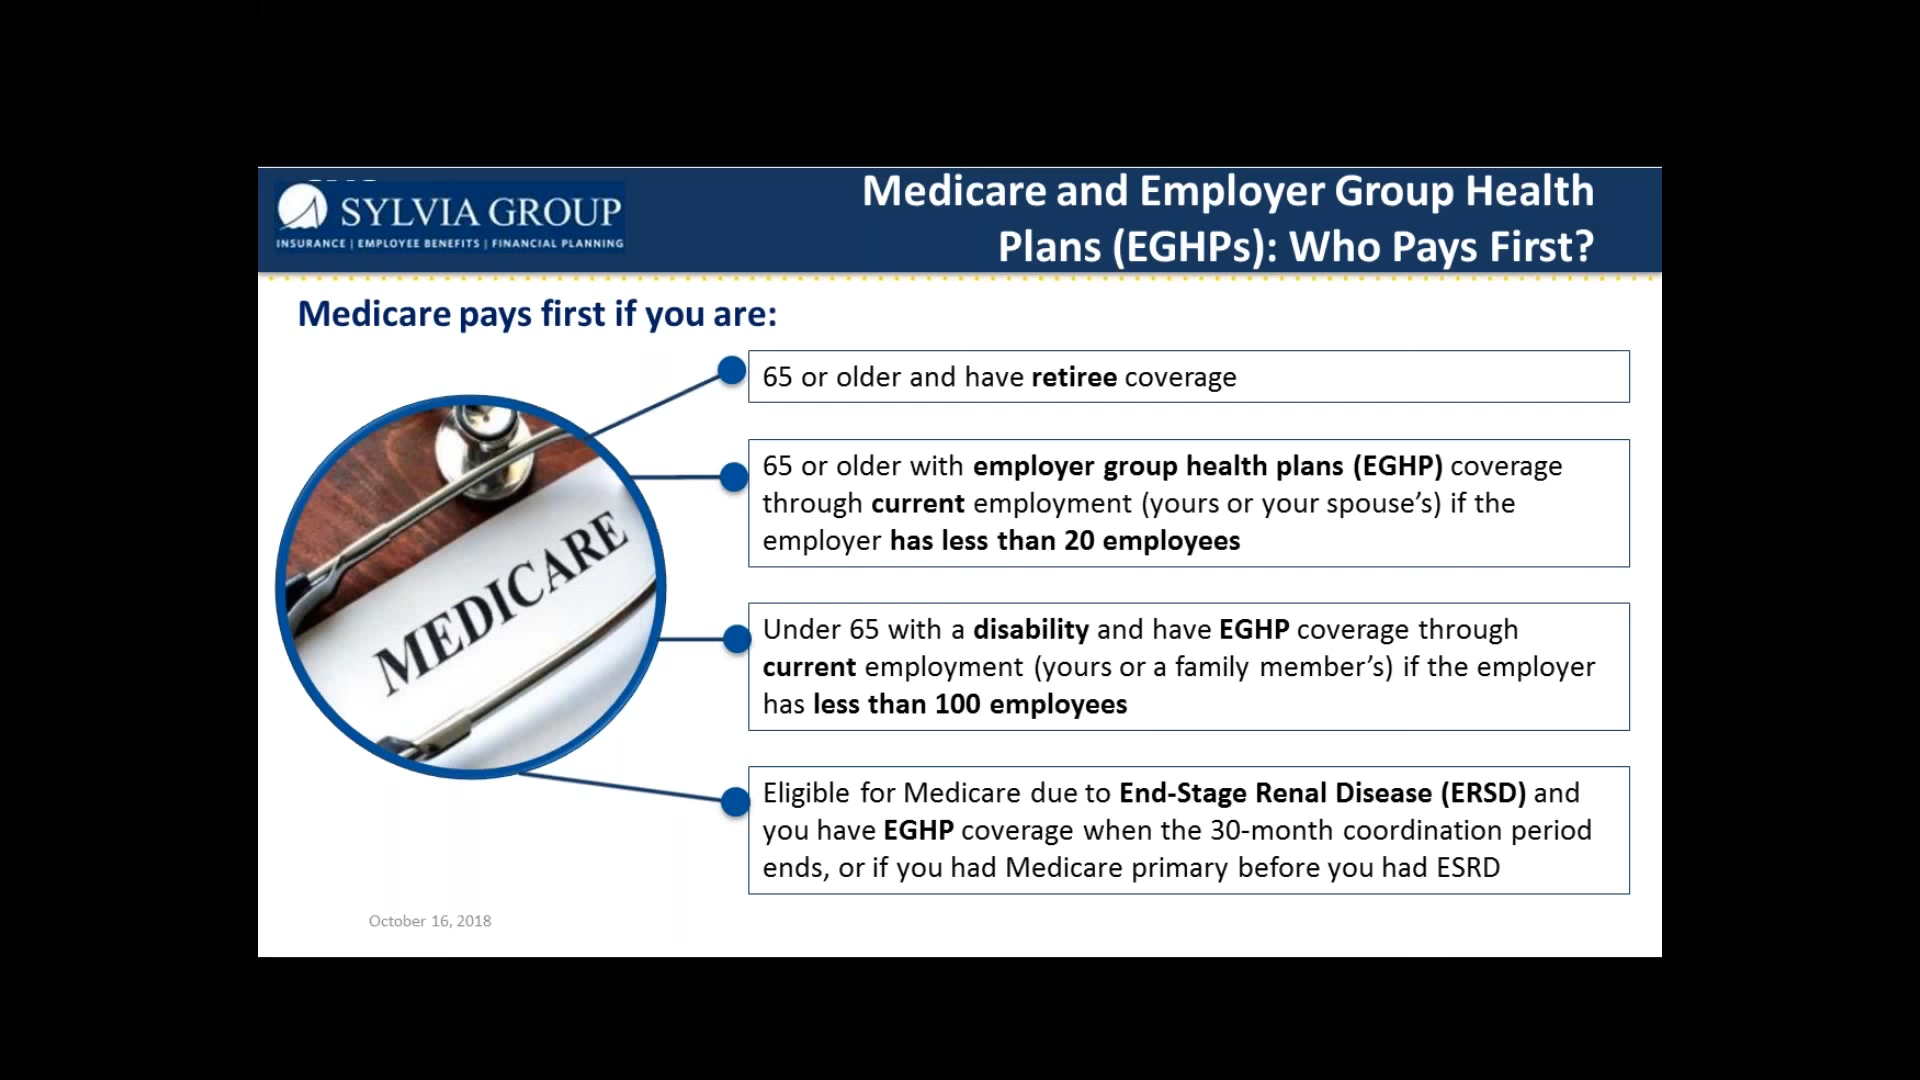 SYLVIA GROUP
INSURANCE | EMPLOYEE BENEFITS | FINANCIAL PLANNING
Medicare and Employer Group Health
Plans (EGHPs): Who Pays First?
Medicare pays first if you are:
65 or older and have retiree coverage
65 or older with employer group health plans (EGHP) coverage
through current employment (yours or your spouse’s) if the
employer has less than 20 employees
Under 65 with a disability and have EGHP coverage through
current employment (yours or a family member’s) if the employer
has less than 100 employees
Eligible for Medicare due to End-Stage Renal Disease (ERSD) and
you have EGHP coverage when the 30-month coordination period
ends, or if you had Medicare primary before you had ESRD
MEDICARE
October 16, 2018